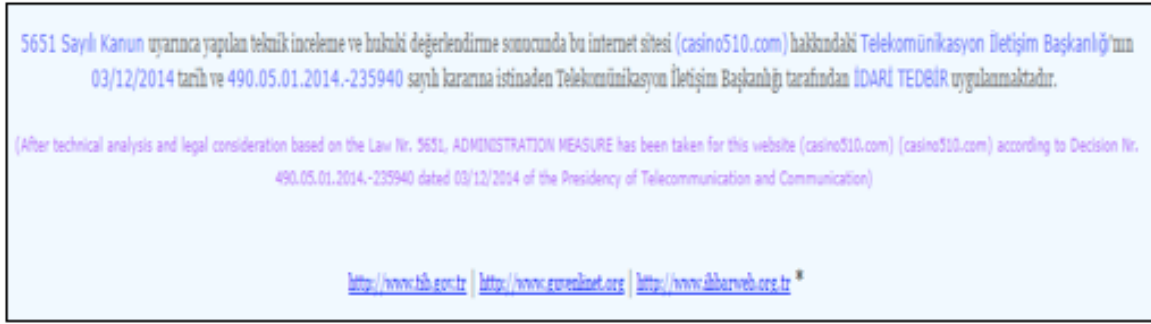 5651 Sayılı Kanun uyarınca yapılan teknik inceleme ve hukuki değerlendirme sonucunda bu internet sitesi (casino510.com) hakkındaki Telekomünikasyon İletişim Başkanlığı'nın
03/12/2014 tarih ve 490.05.01.2014.-235940 sayılı kararına istinaden Telekomünikasyon İletişim Başkanlığı tarafından İDARİ TEDBİR uygulanmaktadır.
(After technical analysis and legal consideration based on the Law Nr. 5651, ADMINISTRATION MEASURE has been taken for this website (casino510.com) (casino510.com) according to Decision Nr.
490.05.01.2014.-235940 dated 03/12/2014 of the Presidency of Telecommunication and Communication)
http://www.tib.gov.tr | http://www.guvenlinet.org | http://www.ihbarweb.org.tr *